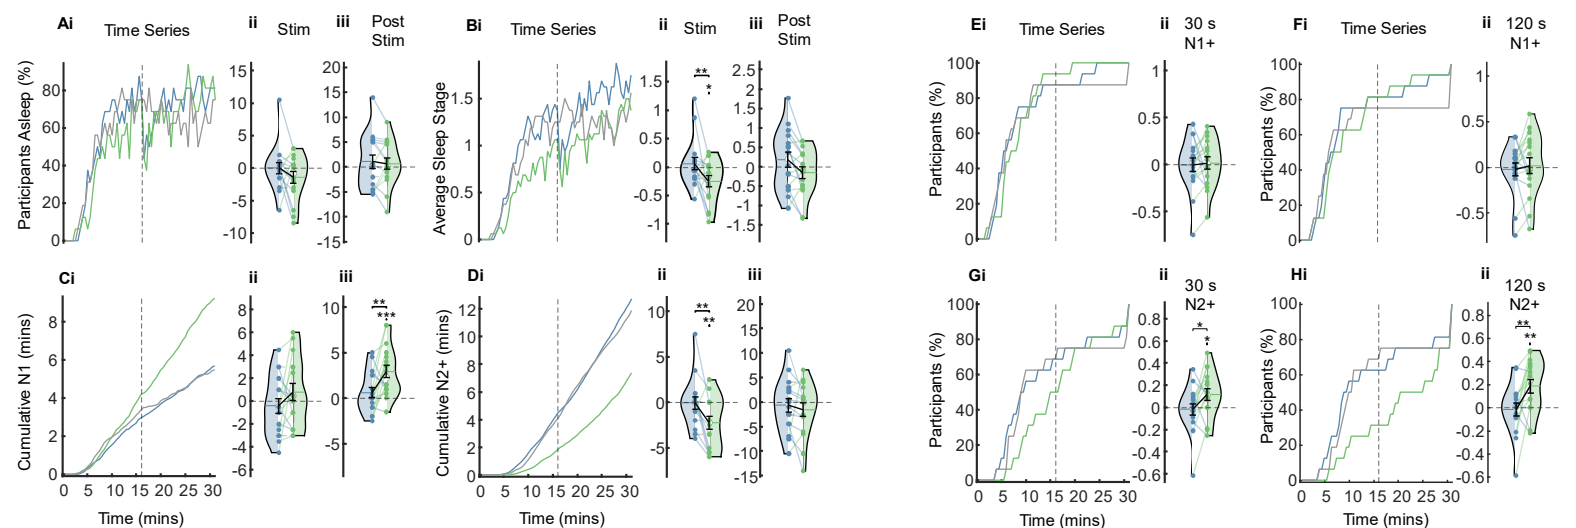 Ai
Time Series
ii
Stim
iii
Post
Stim
Participants Asleep (%)
80
60
40
20
0
15
10
5
0
-5
-10
20
15
10
5
0
-5
-10
-15
Bi
Time Series
ii
Stim
iii
Post
Stim
Average Sleep Stage
1.5
1
0.5
0
**
*
1.5
1
0.5
0
-0.5
-1
2.5
2
1.5
1
0.5
0
-0.5
-1
-1.5
Ei
Time Series
ii
30 s
N1+
Participants (%)
100
80
60
40
20
0
1
0.5
0
-0.5
Fi
Time Series
ii
120 s
N1+
Participants (%)
100
80
60
40
20
0
1
0.5
0
-0.5
Ci
ii
iii
Cumulative N1 (mins)
8
6
4
2
0
0 5 10 15 20 25 30
Time (mins)
8
6
4
2
0
-2
-4
-6
**
***
10
5
0
-5
Di
ii
iii
Cumulative N2+ (mins)
12
10
8
6
4
2
0
0 5 10 15 20 25 30
Time (mins)
**
**
5
0
-5
20
15
10
5
0
-5
-10
-15
Gi
ii
30 s
N2+
Participants (%)
100
80
60
40
20
0
0 5 10 15 20 25 30
Time (mins)
*
*
0.8
0.6
0.4
0.2
0
-0.2
-0.4
-0.6
Hi
ii
120 s
N2+
Participants (%)
100
80
60
40
20
0
0 5 10 15 20 25 30
Time (mins)
**
**
0.8
0.6
0.4
0.2
0
-0.2
-0.4
-0.6